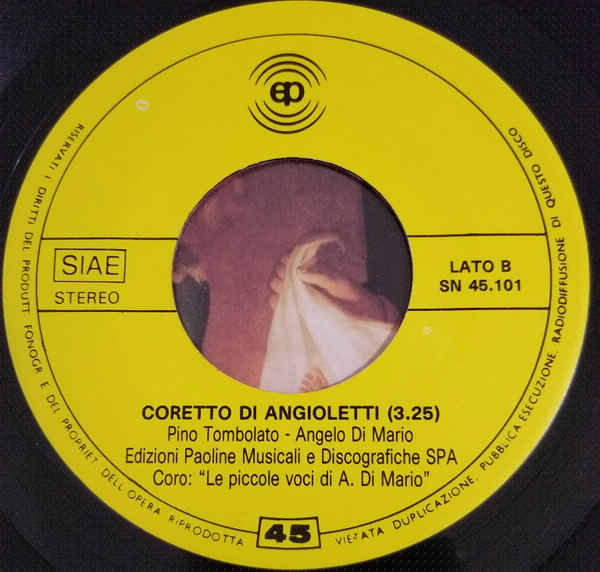 ep
SIAE
STEREO
LATO B
SN 45.101
CORETTO DI ANGIOLETTI (3.25)
Pino Tombolato - Angelo Di Mario
Edizioni Paoline Musicali e Discografiche SPA
Coro: “Le piccole voci di A. Di Mario”
45
RISERVATI I DIRITTI DEL PRODUTT. FONOGR. E DEL PROPRIET. DELL'OPERA RIPRODOTTA
VIETATA DUPLICAZIONE, PUBBLICA ESECUZIONE, RADIODIFFUSIONE DI QUESTO DISCO